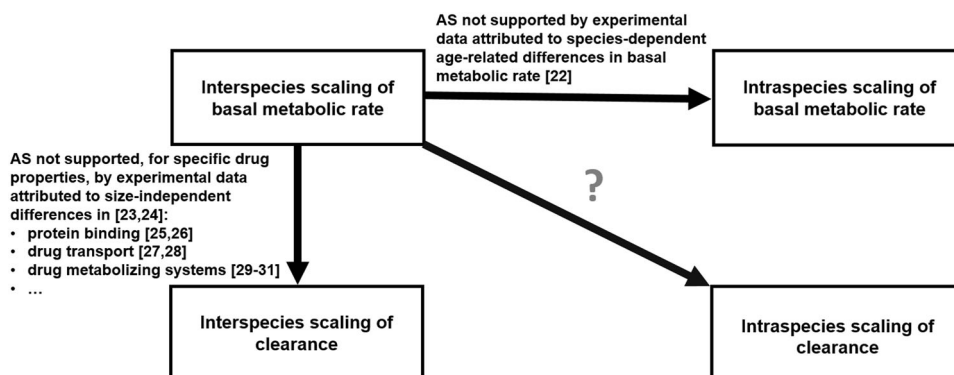 AS not supported by experimental
data attributed to species-dependent
age-related differences in basal
metabolic rate [22]
Interspecies scaling of
basal metabolic rate
Intraspecies scaling of
basal metabolic rate
AS not supported, for specific drug
properties, by experimental data
attributed to size-independent
differences in [23,24]:
• protein binding [25,26]
• drug transport [27,28]
• drug metabolizing systems [29-31]
• ...
?
Interspecies scaling of
clearance
Intraspecies scaling of
clearance